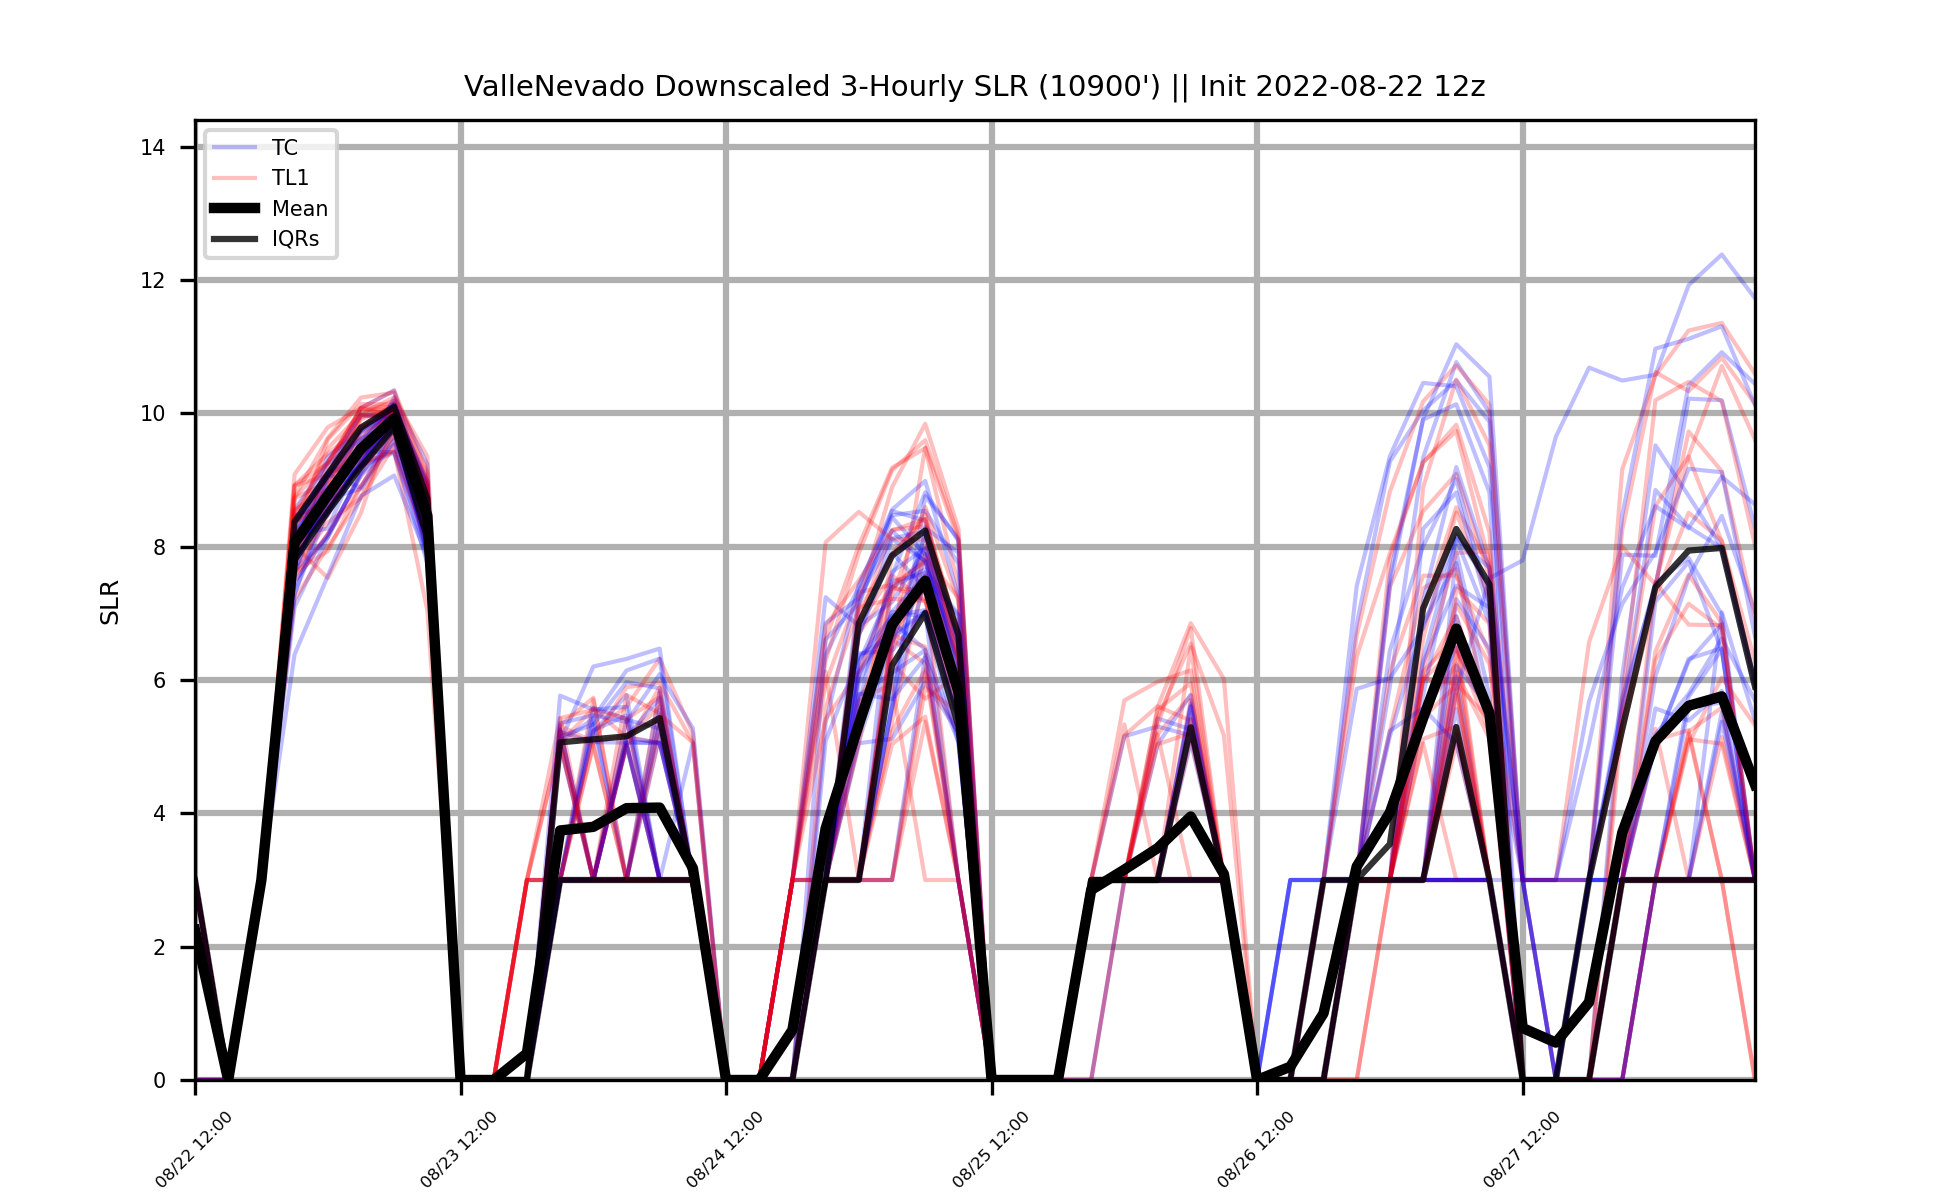 ValleNevado Downscaled 3-Hourly SLR (10900') || Init 2022-08-22 12z
TC
TL1
Mean
IQRs
SLR
14
12
10
8
6
4
2
0
08/22 12:00
08/23 12:00
08/24 12:00
08/25 12:00
08/26 12:00
08/27 12:00